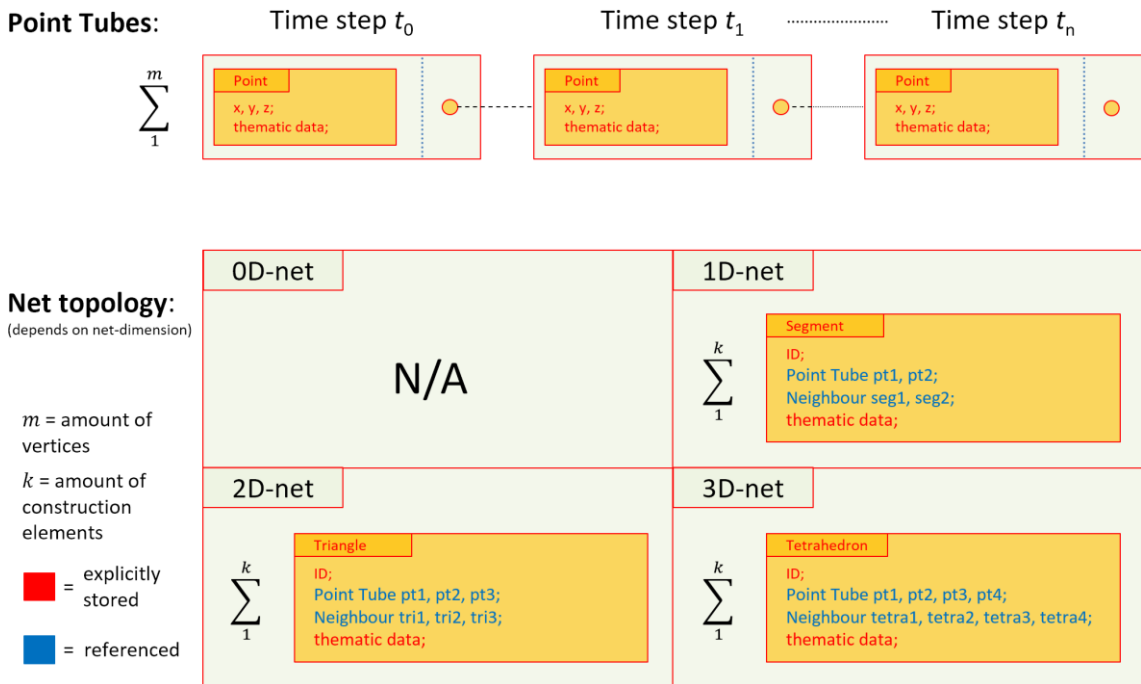 Point Tubes: Time step t0 Time step t1 Time step tn
m
∑
1
Point Point Point
x, y, z; x, y, z; x, y, z;
thematic data; thematic data; thematic data;
Net topology:
(depends on net-dimension)
0D-net
N/A
1D-net
k
∑
1
Segment
ID;
Point Tube pt1, pt2;
Neighbour seg1, seg2;
thematic data;
m = amount of
vertices
k = amount of
construction
elements
= explicitly
stored
= referenced
2D-net
k
∑
1
Triangle
ID;
Point Tube pt1, pt2, pt3;
Neighbour tri1, tri2, tri3;
thematic data;
3D-net
k
∑
1
Tetrahedron
ID;
Point Tube pt1, pt2, pt3, pt4;
Neighbour tetra1, tetra2, tetra3, tetra4;
thematic data;